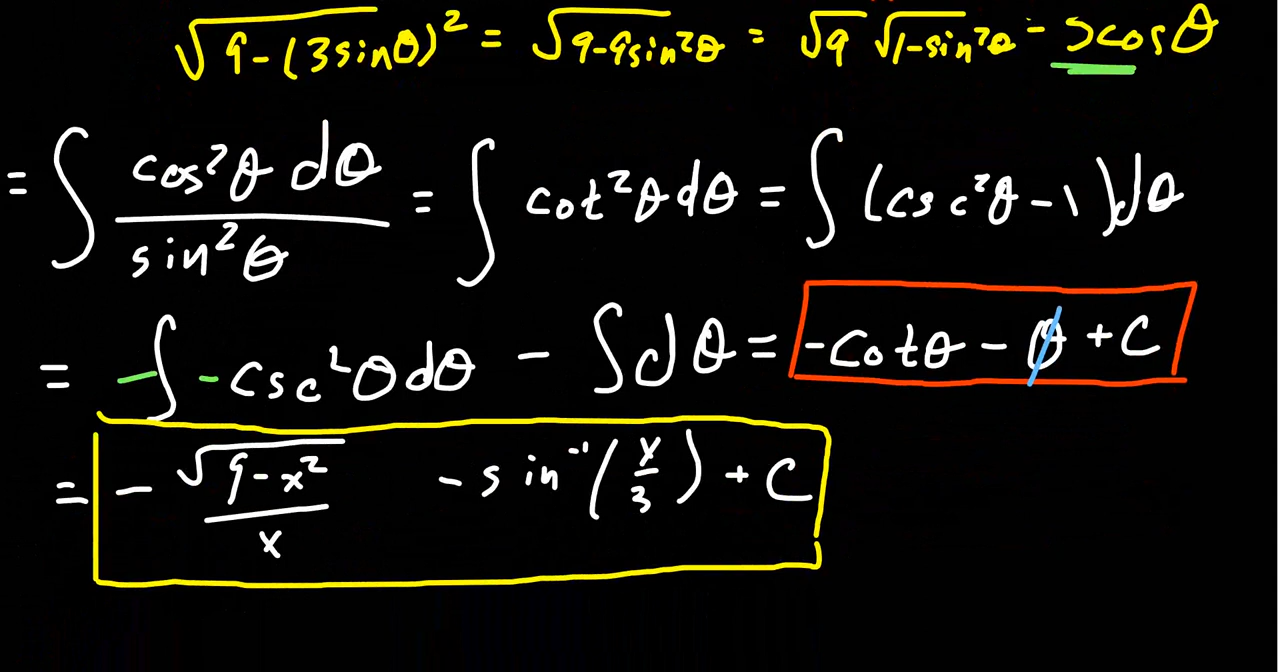 √9-(3sinθ)² = √9-9sin²θ = √9 √1-sin²θ = 3cosθ
= ∫ cos²θ dθ / sin²θ = ∫ cot²θ dθ = ∫ (csc²θ - 1)dθ
= - ∫ - csc²θ dθ - ∫ dθ = -cotθ - θ + C
= - √9-x² / x - sin⁻¹(x/3) + C